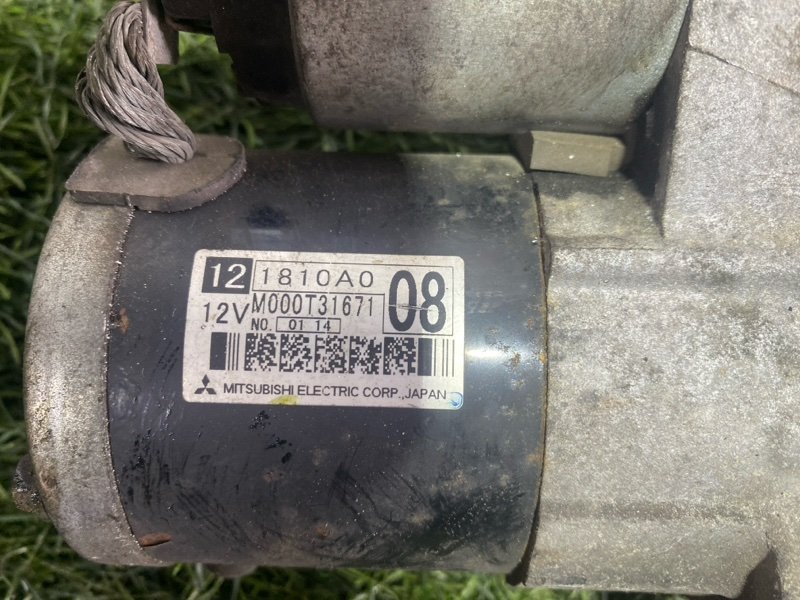 12 1810A0 08
12V M000T31671
NO. 01 14
MITSUBISHI ELECTRIC CORP., JAPAN